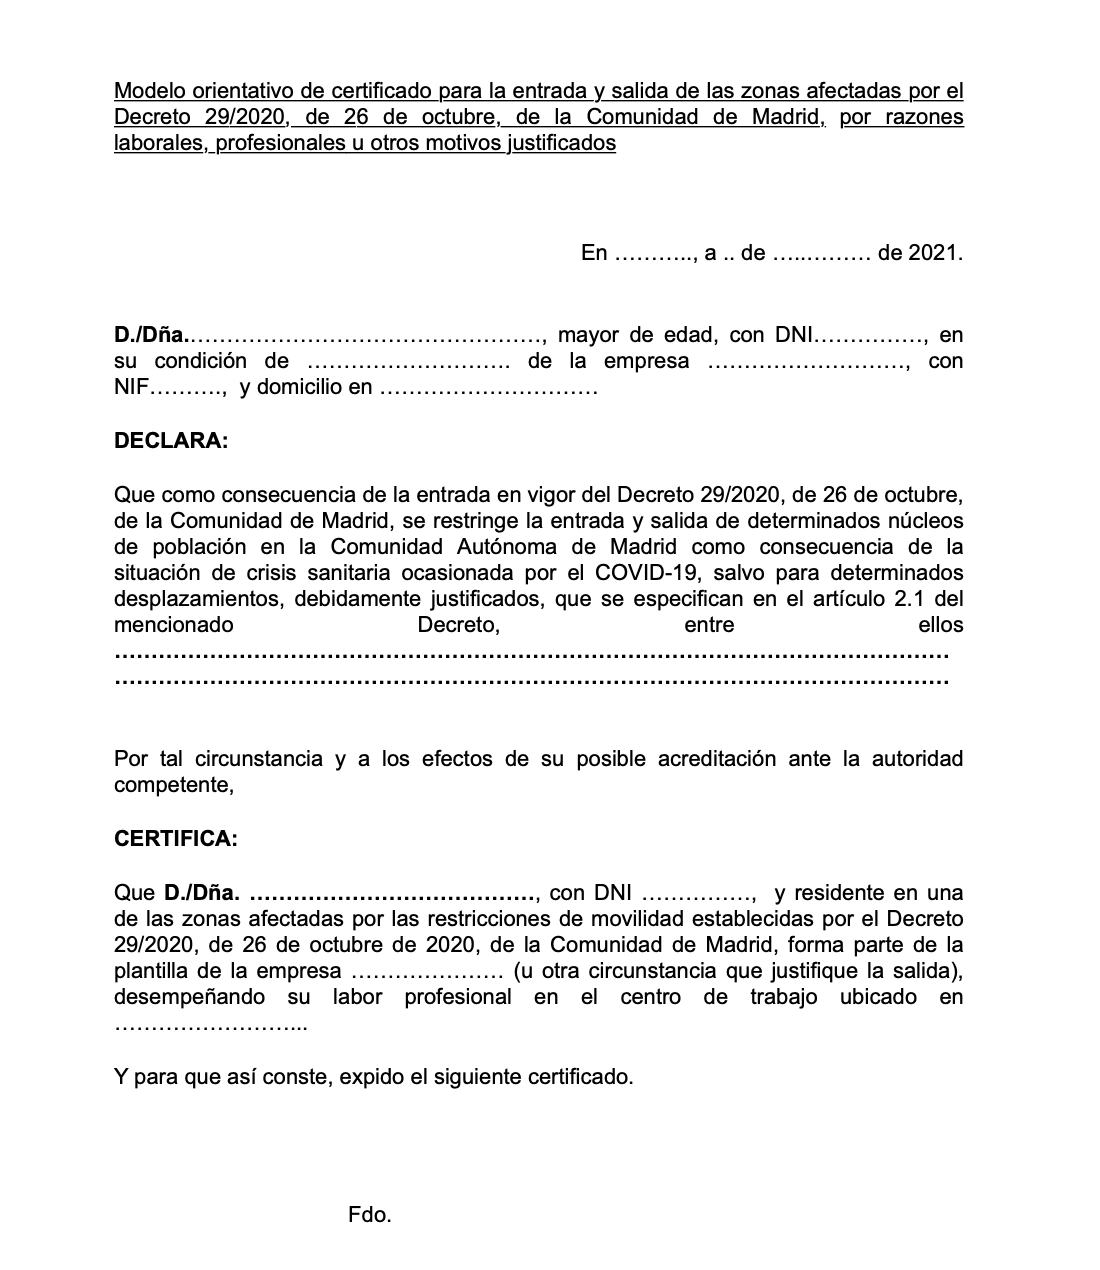 Modelo orientativo de certificado para la entrada y salida de las zonas afectadas por el
Decreto 29/2020, de 26 de octubre, de la Comunidad de Madrid, por razones
laborales, profesionales u otros motivos justificados
En ……….., a .. de …..……… de 2021.
D./Dña.…………………………………………, mayor de edad, con DNI……………, en
su condición de ………………………. de la empresa ………………………, con
NIF………., y domicilio en …………………………
DECLARA:
Que como consecuencia de la entrada en vigor del Decreto 29/2020, de 26 de octubre,
de la Comunidad de Madrid, se restringe la entrada y salida de determinados núcleos
de población en la Comunidad Autónoma de Madrid como consecuencia de la
situación de crisis sanitaria ocasionada por el COVID-19, salvo para determinados
desplazamientos, debidamente justificados, que se especifican en el artículo 2.1 del
mencionado Decreto, entre ellos
……………………………………………………………………………………………………
……………………………………………………………………………………………………
Por tal circunstancia y a los efectos de su posible acreditación ante la autoridad
competente,
CERTIFICA:
Que D./Dña. …………………………………, con DNI ……………, y residente en una
de las zonas afectadas por las restricciones de movilidad establecidas por el Decreto
29/2020, de 26 de octubre de 2020, de la Comunidad de Madrid, forma parte de la
plantilla de la empresa ………………… (u otra circunstancia que justifique la salida),
desempeñando su labor profesional en el centro de trabajo ubicado en
……………………...
Y para que así conste, expido el siguiente certificado.
Fdo.